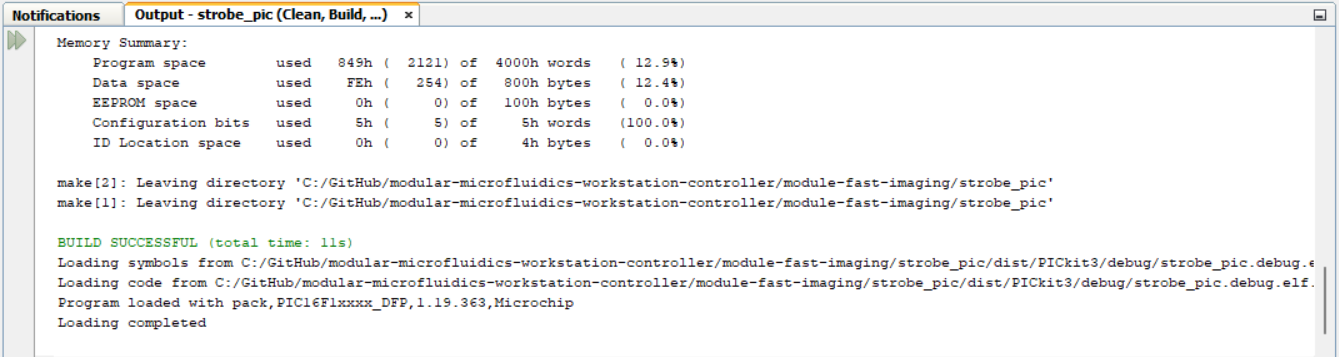 Notifications
Output - strobe_pic (Clean, Build, ...) ×
Memory Summary:
Program space used 849h ( 2121) of 4000h words ( 12.9%)
Data space used FEh ( 254) of 800h bytes ( 12.4%)
EEPROM space used 0h ( 0) of 100h bytes ( 0.0%)
Configuration bits used 5h ( 5) of 5h words (100.0%)
ID Location space used 0h ( 0) of 4h bytes ( 0.0%)
make[2]: Leaving directory 'C:/GitHub/modular-microfluidics-workstation-controller/module-fast-imaging/strobe_pic'
make[1]: Leaving directory 'C:/GitHub/modular-microfluidics-workstation-controller/module-fast-imaging/strobe_pic'
BUILD SUCCESSFUL (total time: 11s)
Loading symbols from C:/GitHub/modular-microfluidics-workstation-controller/module-fast-imaging/strobe_pic/dist/PICkit3/debug/strobe_pic.debug.e
Loading code from C:/GitHub/modular-microfluidics-workstation-controller/module-fast-imaging/strobe_pic/dist/PICkit3/debug/strobe_pic.debug.elf.
Program loaded with pack,PIC16F1xxxx_DFP,1.19.363,Microchip
Loading completed